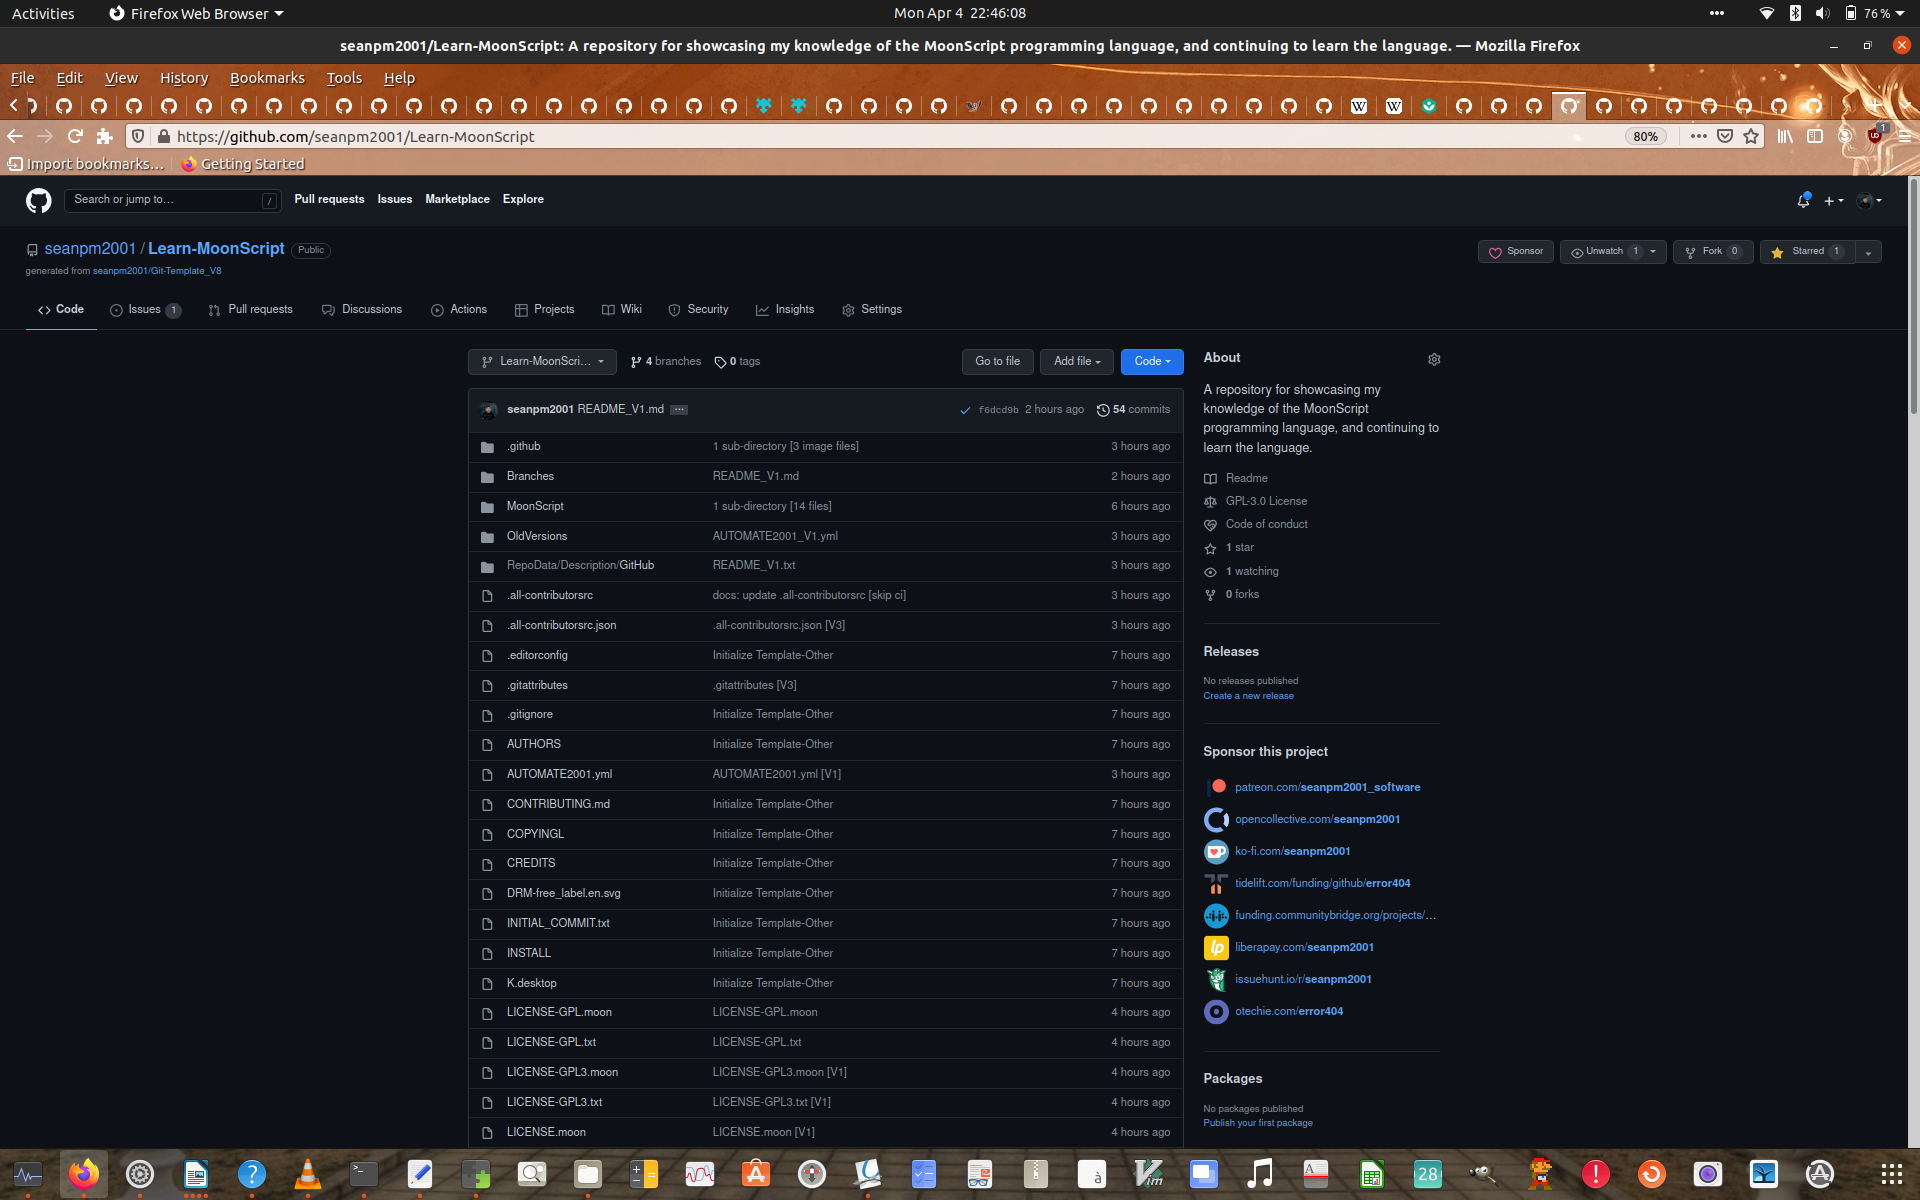 Activities
Firefox Web Browser
Mon Apr 4 22:46:08
76 %
seanpm2001/Learn-MoonScript: A repository for showcasing my knowledge of the MoonScript programming language, and continuing to learn the language. — Mozilla Firefox
File Edit View History Bookmarks Tools Help
https://github.com/seanpm2001/Learn-MoonScript
80%
1
Import bookmarks...
Getting Started
Search or jump to...
/
Pull requests Issues Marketplace Explore
seanpm2001 / Learn-MoonScript Public
generated from seanpm2001/Git-Template_V8
Sponsor
Unwatch 1
Fork 0
Starred 1
Code
Issues 1
Pull requests
Discussions
Actions
Projects
Wiki
Security
Insights
Settings
Learn-MoonScri...
4 branches
0 tags
Go to file
Add file
Code
seanpm2001 README_V1.md ...
f6dcd9b 2 hours ago
54 commits
.github 1 sub-directory [3 image files] 3 hours ago
Branches README_V1.md 2 hours ago
MoonScript 1 sub-directory [14 files] 6 hours ago
OldVersions AUTOMATE2001_V1.yml 3 hours ago
RepoData/Description/GitHub README_V1.txt 3 hours ago
.all-contributorsrc docs: update .all-contributorsrc [skip ci] 3 hours ago
.all-contributorsrc.json .all-contributorsrc.json [V3] 3 hours ago
.editorconfig Initialize Template-Other 7 hours ago
.gitattributes .gitattributes [V3] 7 hours ago
.gitignore Initialize Template-Other 7 hours ago
AUTHORS Initialize Template-Other 7 hours ago
AUTOMATE2001.yml AUTOMATE2001.yml [V1] 3 hours ago
CONTRIBUTING.md Initialize Template-Other 7 hours ago
COPYINGL Initialize Template-Other 7 hours ago
CREDITS Initialize Template-Other 7 hours ago
DRM-free_label.en.svg Initialize Template-Other 7 hours ago
INITIAL_COMMIT.txt Initialize Template-Other 7 hours ago
INSTALL Initialize Template-Other 7 hours ago
K.desktop Initialize Template-Other 7 hours ago
LICENSE-GPL.moon LICENSE-GPL.moon 4 hours ago
LICENSE-GPL.txt LICENSE-GPL.txt 4 hours ago
LICENSE-GPL3.moon LICENSE-GPL3.moon [V1] 4 hours ago
LICENSE-GPL3.txt LICENSE-GPL3.txt [V1] 4 hours ago
LICENSE.moon LICENSE.moon [V1] 4 hours ago
About
A repository for showcasing my
knowledge of the MoonScript
programming language, and continuing to
learn the language.
Readme
GPL-3.0 License
Code of conduct
1 star
1 watching
0 forks
Releases
No releases published
Create a new release
Sponsor this project
patreon.com/seanpm2001_software
opencollective.com/seanpm2001
ko-fi.com/seanpm2001
tidelift.com/funding/github/error404
funding.communitybridge.org/projects/...
liberapay.com/seanpm2001
issuehunt.io/r/seanpm2001
otechie.com/error404
Packages
No packages published
Publish your first package
28